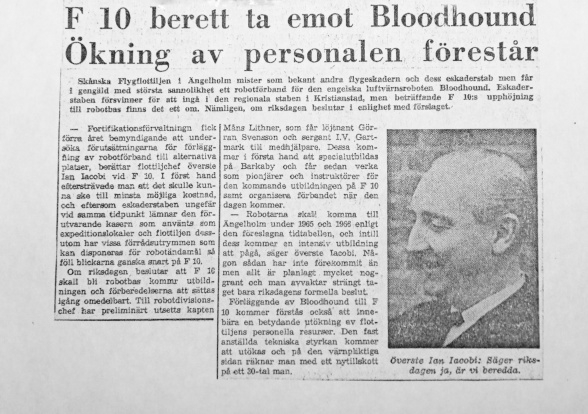 F 10 berett ta emot Bloodhound
Ökning av personalen förestår
Skånska Flygflottiljen i Ängelholm mister som bekant andra flygeskadern och dess eskaderstab men får
i gengäld med största sannolikhet ett robotförband för den engelska luftvärnsroboten Bloodhound. Eskader-
staben försvinner för att ingå i den regionala staben i Kristianstad, men beträffande F 10:s upphöjning
till robotbas finns det ett om. Nämligen, om riksdagen beslutar i enlighet med förslaget.
— Fortifikationsförvaltningn fick
förra året bemyndigande att under-
söka förutsättningarna för förlägg-
ning av robotförband till alternativa
platser, berättar flottiljchef överste
Ian Iacobi vid F 10. I första hand
eftersträvade man ett det skulle kun-
na ske till minsta möjliga kostnad,
och eftersom eskaderstaben ungefär
vid samma tidpunkt lämnar den för-
utvarande kasern som använts som
expeditionslokaler och flottiljen dess-
utom har vissa förrådsutrymmen som
kan disponeras för robotändamål så
föll blickarna ganska snart på F 10.
Om riksdagen beslutar att F 10
skall bli robotbas kommr utbild-
ningen och förberedelserna att sättas
igång omedelbart. Till robotdivisions-
chef har preliminärt utsetts kapten
Måns Lithner, som får löjtnant Gör-
ran Svensson och sergant I.V. Gert-
mark till medhjälpare. Dessa kom-
mer i första hand att specialutbildas
på Barkaby och får sedan verka
som pionjärer och instruktörer för
den kommande utbildningen på F 10
samt organisera förbandet när den
dagen kommer.
— Robotarna skall komma till
Ängelholm under 1965 och 1966 enligt
den föreslagna tidtabellen, och intill
dess kommer en intensiv utbildning
att pågå, säger överste Iacobi. Nå-
gon sådan har inte förekommit än
men allt är planlagt mycket nog-
grant och man avvaktar strängt ta-
get bara riksdagens formella beslut.
Förläggande av Bloodhound till F
10 kommer förstås också att inne-
bära en betydande utökning av flot-
tiljens personella resurser. Den fast
anställda tekniska styrkan kommer
att utökas och på den värnpliktiga
sidan räknar man med ett nytillskott
på ett 30-tal man.
Överste Ian Iacobi: Säger riks-
dagen ja, är vi beredda.